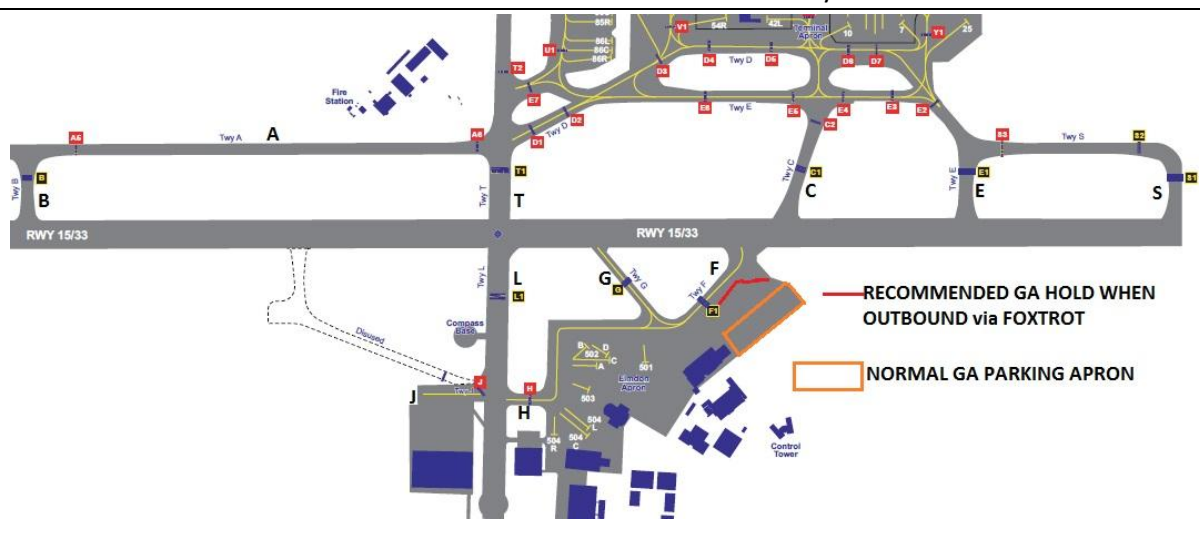 85R
86L
86C
86R
54R
42L
Terminal
Apron
10
7
25
V1
Y1
U1
T2
D3
D4
D5
D6
D7
Twy D
E7
E6
E5
E4
E3
E2
Twy E
Fire
Station
D2
D1
Twy D
C2
A5
Twy A
A
A6
S3
Twy S
S2
B
Twy B
B
T1
Twy T
T
Twy C
C1
C
Twy E
E1
E
S
S1
RWY 15/33
RWY 15/33
Twy L
L
L1
G
Twy G
G
F
Twy F
F1
RECOMMENDED GA HOLD WHEN
OUTBOUND via FOXTROT
Compass
Base
Disused
B
D
502
C
A
501
Elmdon
Apron
NORMAL GA PARKING APRON
J
J
H
H
503
504
L
504
R
504
C
Control
Tower